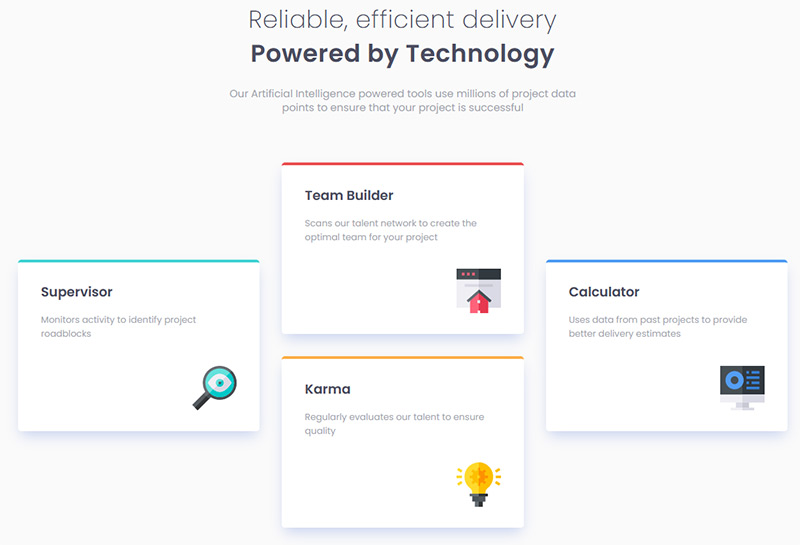 Reliable, efficient delivery
Powered by Technology
Our Artificial Intelligence powered tools use millions of project data
points to ensure that your project is successful
Supervisor
Monitors activity to identify project
roadblocks
Team Builder
Scans our talent network to create the
optimal team for your project
Karma
Regularly evaluates our talent to ensure
quality
Calculator
Uses data from past projects to provide
better delivery estimates